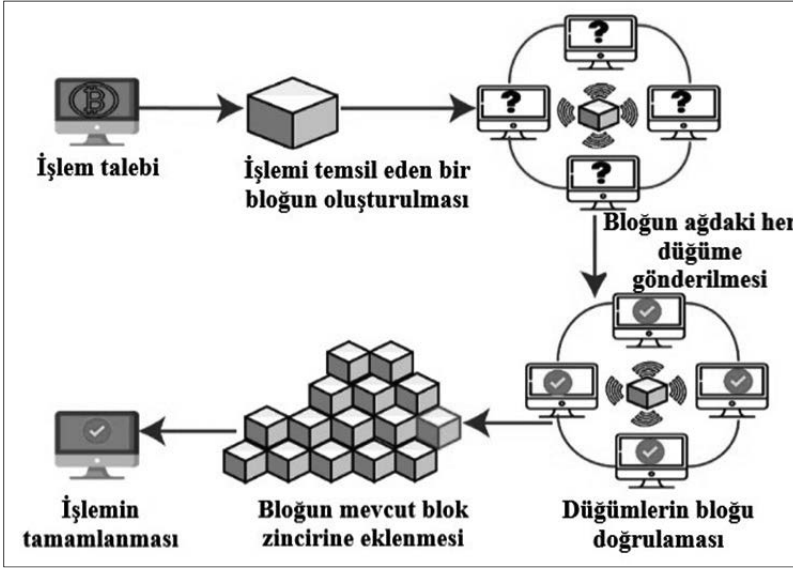 İşlem talebi
İşlemi temsil eden bir
bloğun oluşturulması
?
?
?
?
Bloğun ağdaki her
düğüme
gönderilmesi
İşlemin
tamamlanması
Bloğun mevcut blok
zincirine eklenmesi
Düğümlerin bloğu
doğrulaması